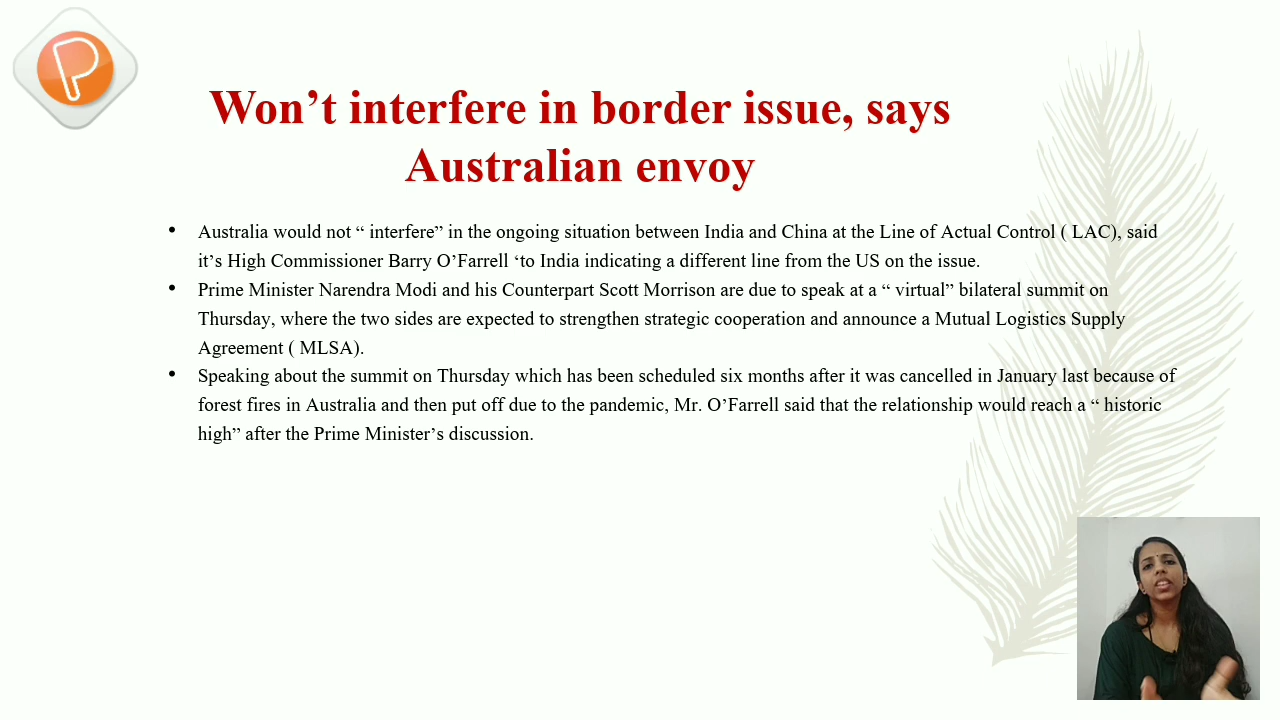 Won’t interfere in border issue, says
Australian envoy
• Australia would not “ interfere” in the ongoing situation between India and China at the Line of Actual Control ( LAC), said
it’s High Commissioner Barry O’Farrell ‘to India indicating a different line from the US on the issue.
• Prime Minister Narendra Modi and his Counterpart Scott Morrison are due to speak at a “ virtual” bilateral summit on
Thursday, where the two sides are expected to strengthen strategic cooperation and announce a Mutual Logistics Supply
Agreement ( MLSA).
• Speaking about the summit on Thursday which has been scheduled six months after it was cancelled in January last because of
forest fires in Australia and then put off due to the pandemic, Mr. O’Farrell said that the relationship would reach a “ historic
high” after the Prime Minister’s discussion.